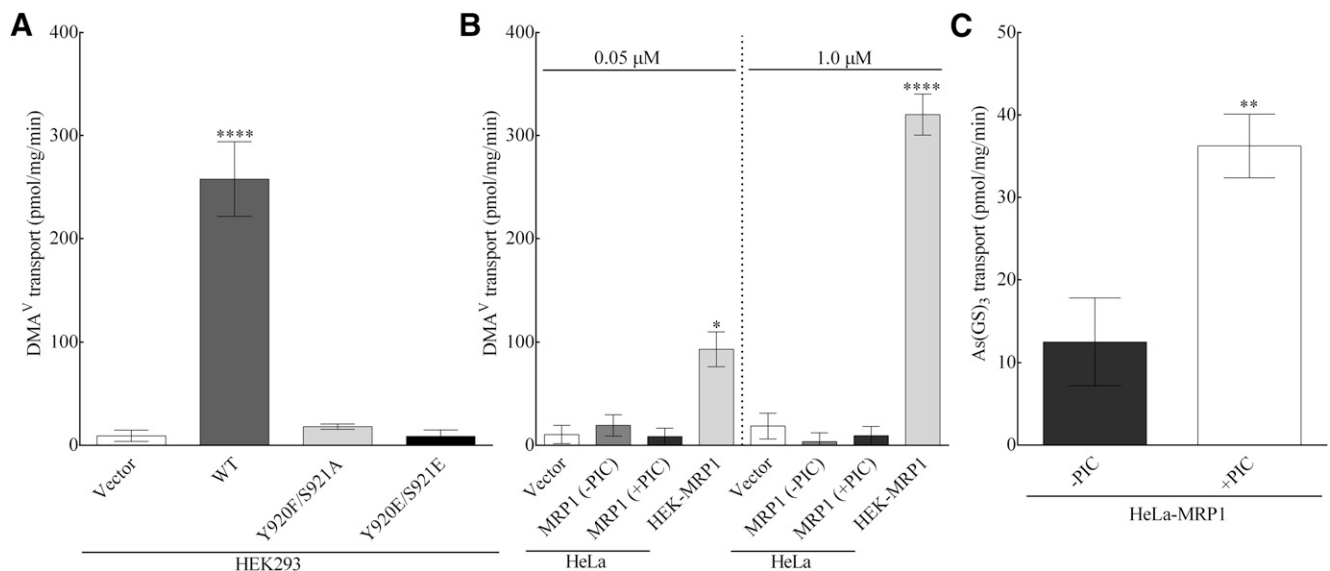 A
400
300
200
100
0
DMAⱽ transport (pmol/mg/min)
****
Vector
WT
Y920F/S921A
Y920E/S921E
HEK293
B
400
300
200
100
0
DMAⱽ transport (pmol/mg/min)
0.05 μM
1.0 μM
*
****
Vector
MRP1 (-PIC)
MRP1 (+PIC)
HEK-MRP1
Vector
MRP1 (-PIC)
MRP1 (+PIC)
HEK-MRP1
HeLa
HeLa
C
50
40
30
20
10
0
As(GS)₃ transport (pmol/mg/min)
**
-PIC
+PIC
HeLa-MRP1